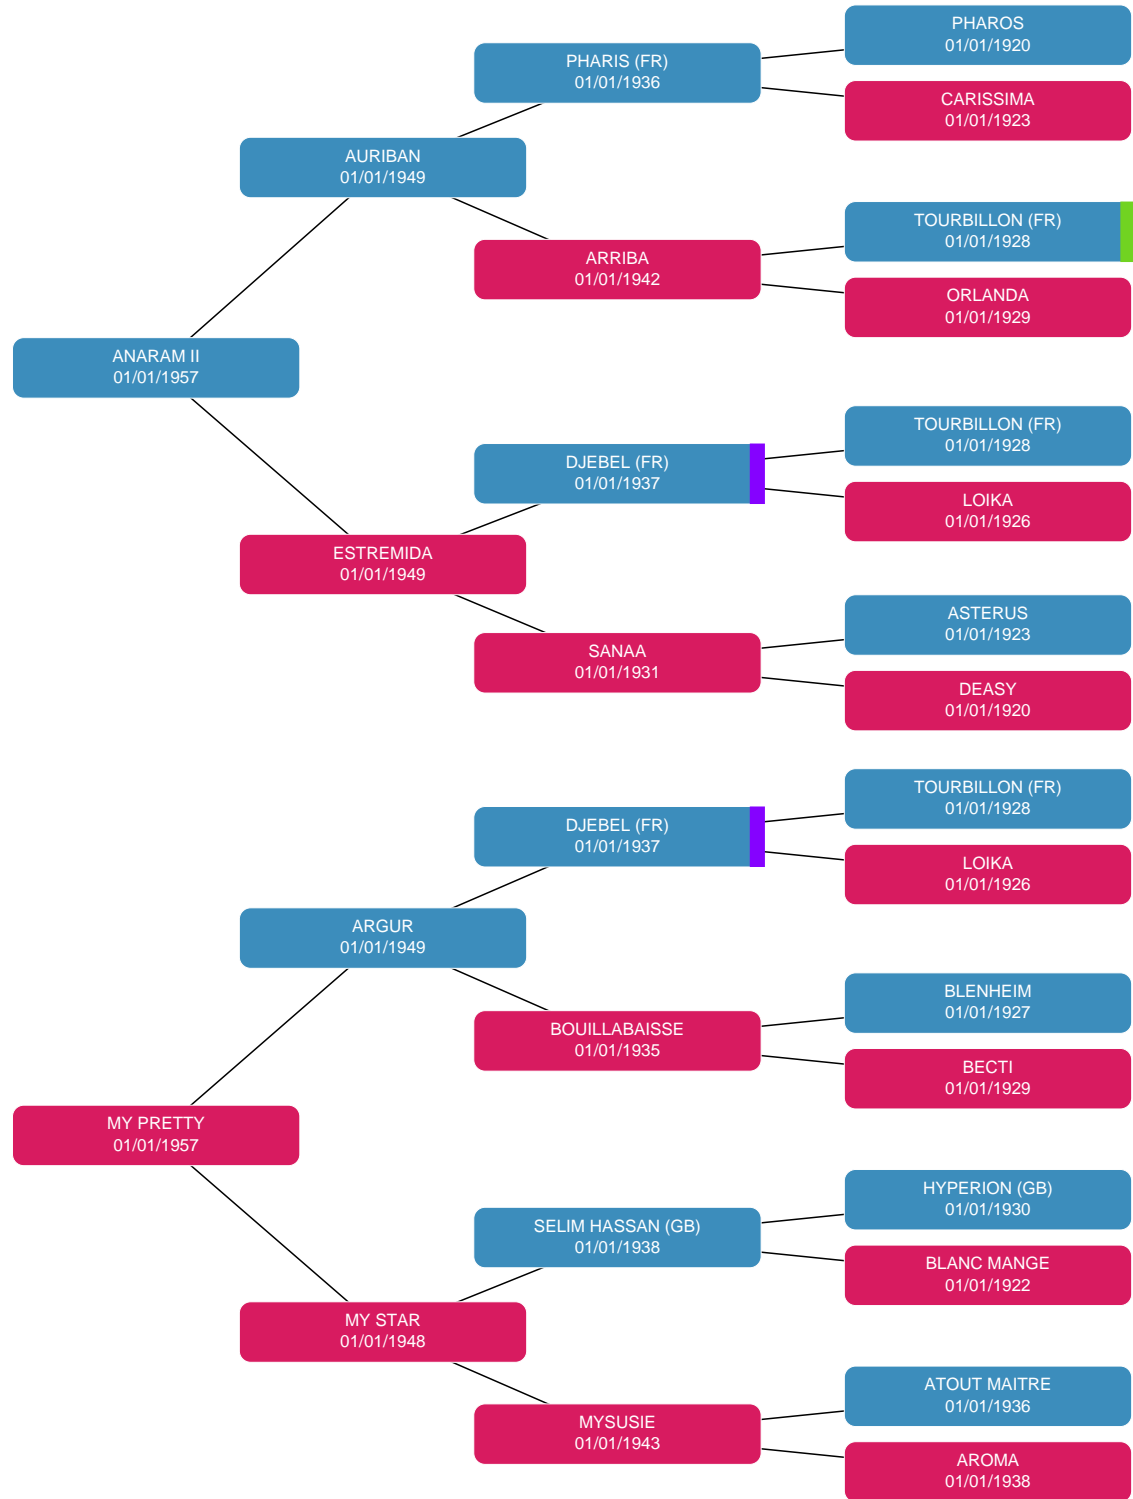 PHAROS
01/01/1920
PHARIS (FR)
01/01/1936
CARISSIMA
01/01/1923
AURIBAN
01/01/1949
TOURBILLON (FR)
01/01/1928
ARRIBA
01/01/1942
ORLANDA
01/01/1929
ANARAM II
01/01/1957
TOURBILLON (FR)
01/01/1928
DJEBEL (FR)
01/01/1937
LOIKA
01/01/1926
ESTREMIDA
01/01/1949
ASTERUS
01/01/1923
SANAA
01/01/1931
DEASY
01/01/1920
TOURBILLON (FR)
01/01/1928
DJEBEL (FR)
01/01/1937
LOIKA
01/01/1926
ARGUR
01/01/1949
BLENHEIM
01/01/1927
BOUILLABAISSE
01/01/1935
BECTI
01/01/1929
MY PRETTY
01/01/1957
HYPERION (GB)
01/01/1930
SELIM HASSAN (GB)
01/01/1938
BLANC MANGE
01/01/1922
MY STAR
01/01/1948
ATOUT MAITRE
01/01/1936
MYSUSIE
01/01/1943
AROMA
01/01/1938